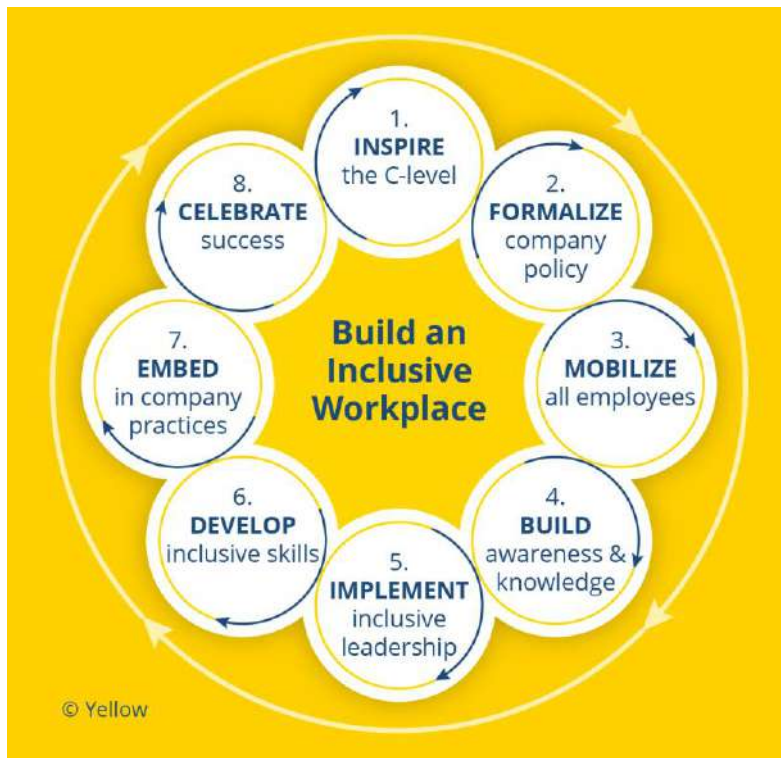 Build an
Inclusive
Workplace
1.
INSPIRE
the C-level
2.
FORMALIZE
company
policy
3.
MOBILIZE
all employees
4.
BUILD
awareness &
knowledge
5.
IMPLEMENT
inclusive
leadership
6.
DEVELOP
inclusive skills
7.
EMBED
in company
practices
8.
CELEBRATE
success
© Yellow